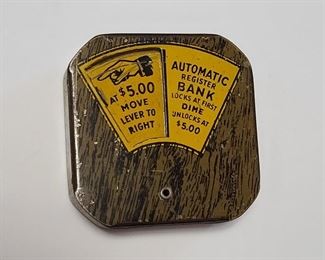 AT $5.00
MOVE
LEVER TO
RIGHT
AUTOMATIC
REGISTER
BANK
LOCKS AT FIRST
DIME
UNLOCKS AT
$5.00